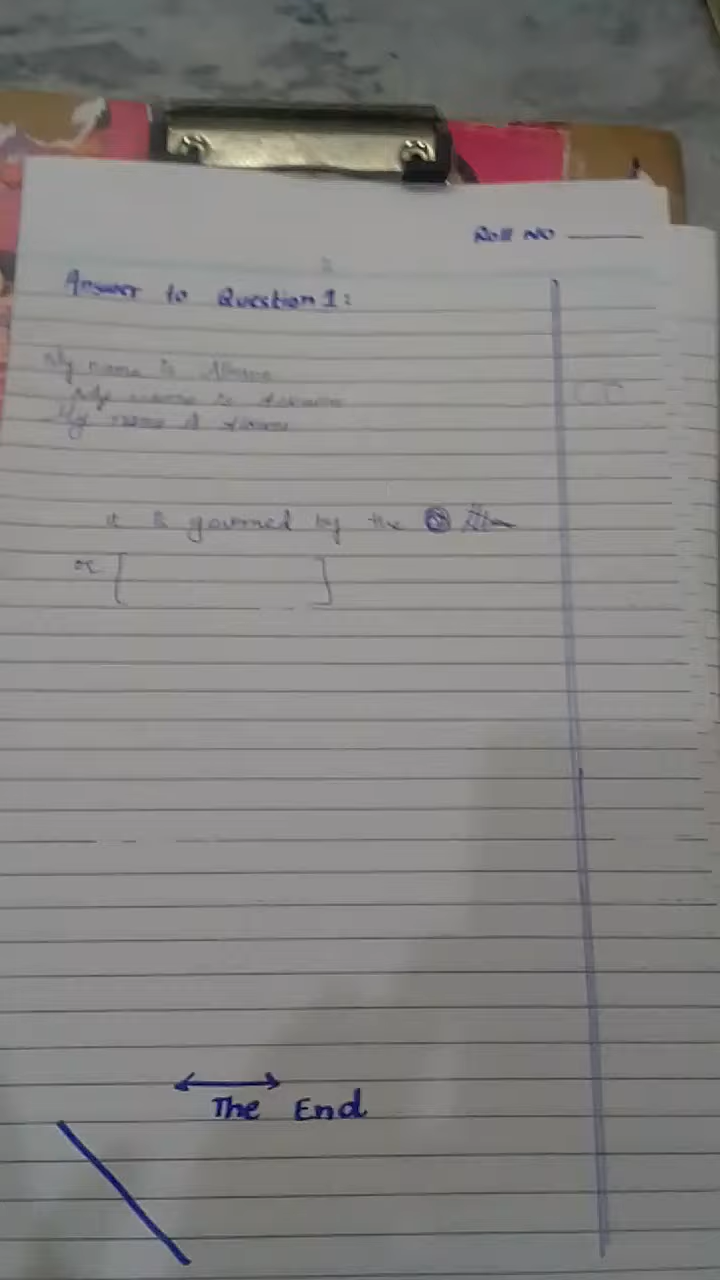 Roll NO
Answer to Question 1:
My name is
My name is
My name is
it is governed by the
or [ ]
The End